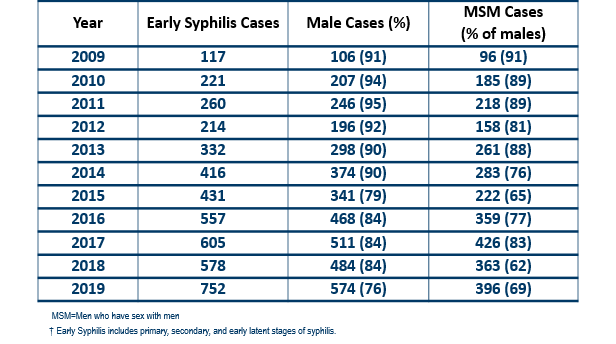 Year Early Syphilis Cases Male Cases (%) MSM Cases
(% of males)
2009 117 106 (91) 96 (91)
2010 221 207 (94) 185 (89)
2011 260 246 (95) 218 (89)
2012 214 196 (92) 158 (81)
2013 332 298 (90) 261 (88)
2014 416 374 (90) 283 (76)
2015 431 341 (79) 222 (65)
2016 557 468 (84) 359 (77)
2017 605 511 (84) 426 (83)
2018 578 484 (84) 363 (62)
2019 752 574 (76) 396 (69)
MSM=Men who have sex with men
† Early Syphilis includes primary, secondary, and early latent stages of syphilis.